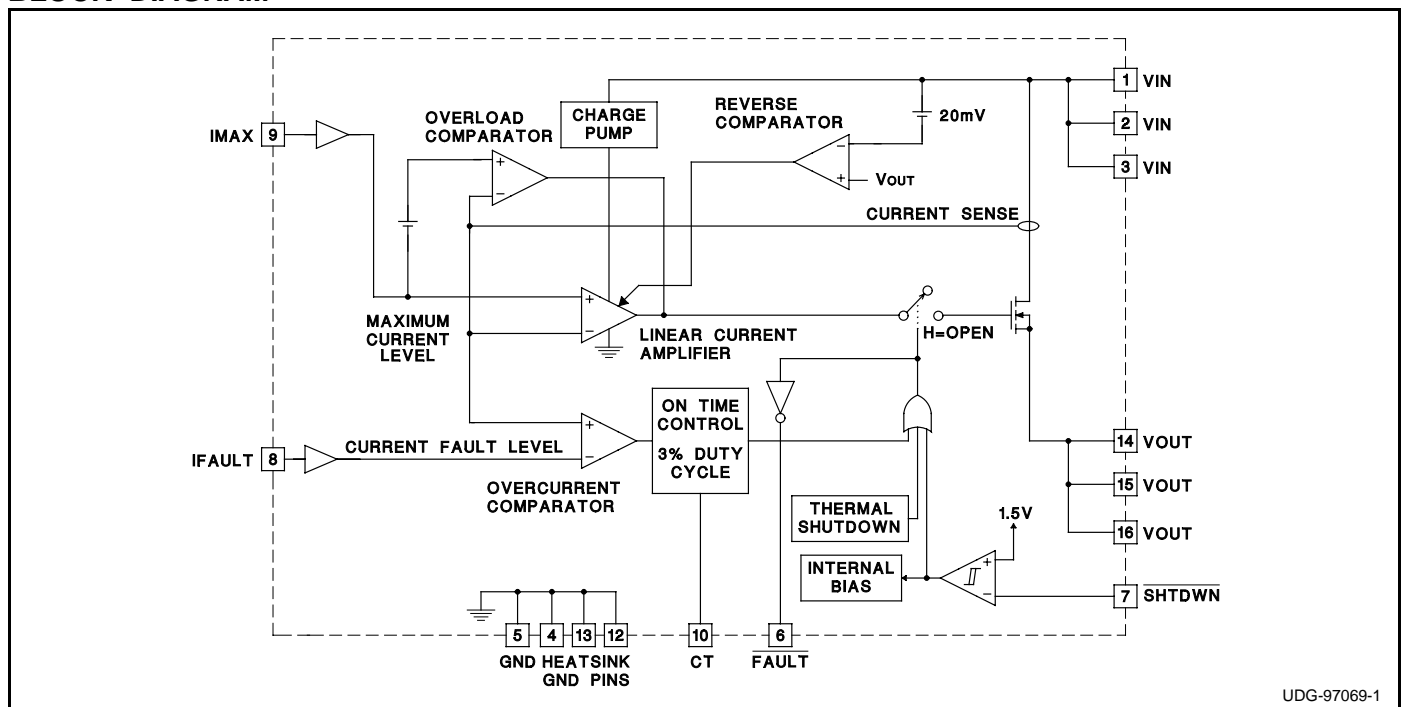 BLOCK DIAGRAM
IMAX
9
OVERLOAD
COMPARATOR
CHARGE
PUMP
REVERSE
COMPARATOR
20mV
1
VIN
2
VIN
3
VIN
+
−
−
+
VOUT
CURRENT SENSE
MAXIMUM
CURRENT
LEVEL
+
−
LINEAR CURRENT
AMPLIFIER
H=OPEN
IFAULT
8
CURRENT FAULT LEVEL
+
−
OVERCURRENT
COMPARATOR
ON TIME
CONTROL
3% DUTY
CYCLE
14
VOUT
15
VOUT
16
VOUT
THERMAL
SHUTDOWN
1.5V
INTERNAL
BIAS
+
−
7
SHTDWN
5
4
13
12
10
6
GND
HEATSINK
GND PINS
CT
FAULT
UDG-97069-1